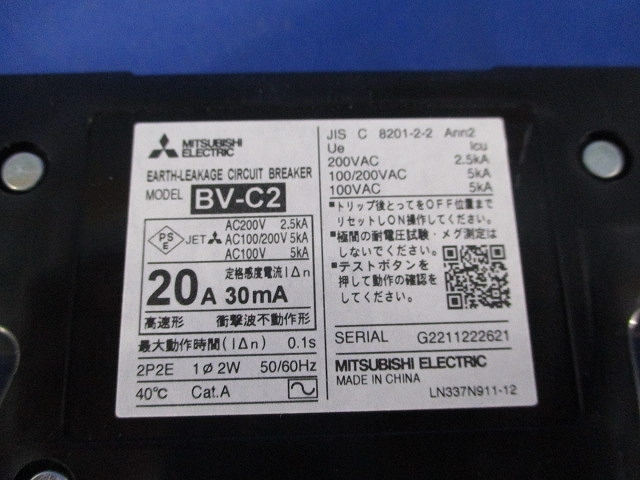 MITSUBISHI
ELECTRIC
EARTH-LEAKAGE CIRCUIT BREAKER
MODEL BV-C2
PS E JET
AC200V 2.5kA
AC100/200V 5kA
AC100V 5kA
20A 定格感度電流IΔn
30mA
高速形 衝撃波不動作形
最大動作時間(IΔn) 0.1s
2P2E 1ø2W 50/60Hz
40℃ Cat.A
JIS C 8201-2-2 Ann2
Ue Icu
200VAC 2.5kA
100/200VAC 5kA
100VAC 5kA
■トリップ後とってをOFF位置まで
リセットしON操作してください。
■極間の耐電圧試験・メグ測定は
しないでください。
■テストボタンを
押して動作の確認を
してください。
SERIAL G2211222621
MITSUBISHI ELECTRIC
MADE IN CHINA
LN337N911-12